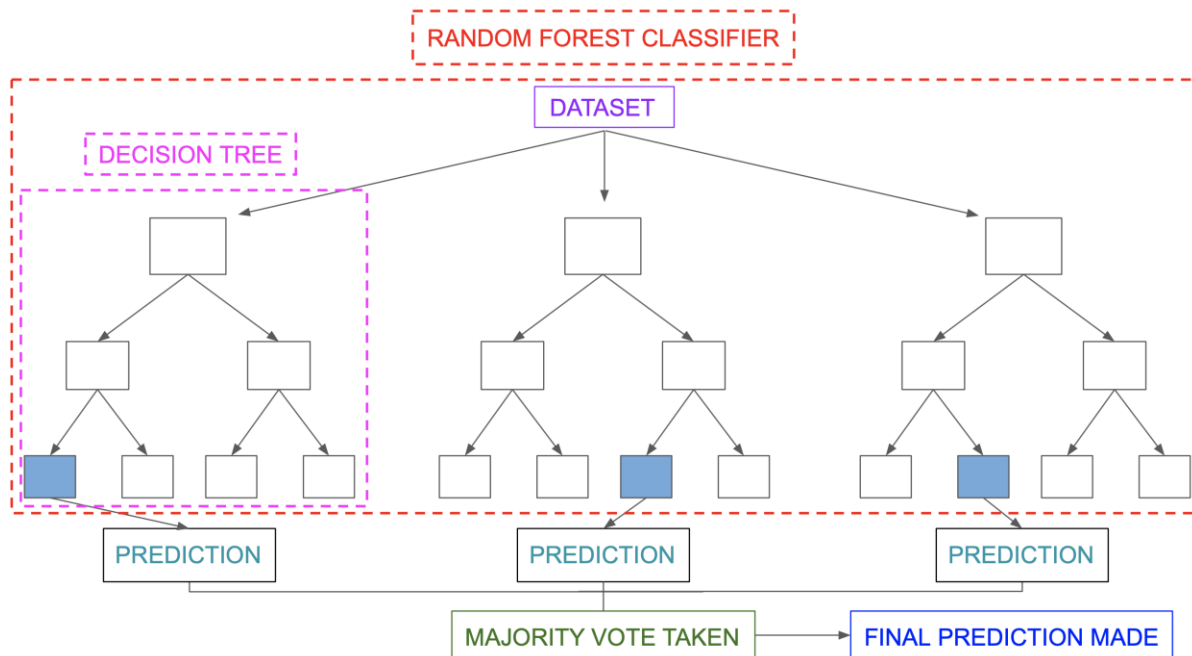 RANDOM FOREST CLASSIFIER
DATASET
DECISION TREE
PREDICTION
PREDICTION
PREDICTION
MAJORITY VOTE TAKEN
FINAL PREDICTION MADE